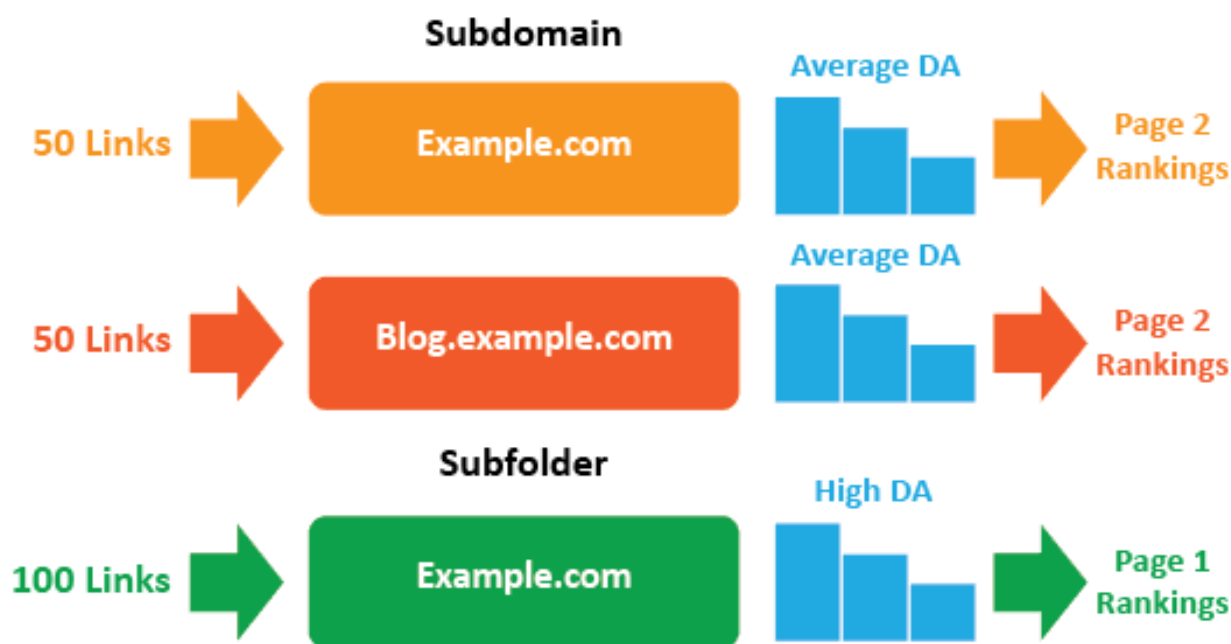 Subdomain
50 Links
Example.com
Average DA
Page 2
Rankings
50 Links
Blog.example.com
Average DA
Page 2
Rankings
Subfolder
100 Links
Example.com
High DA
Page 1
Rankings